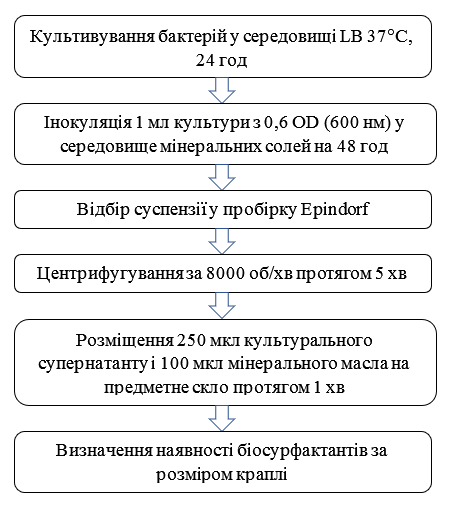 Культивування бактерій у середовищі LB 37°C,
24 год
Інокуляція 1 мл культури з 0,6 OD (600 нм) у
середовище мінеральних солей на 48 год
Відбір суспензії у пробірку Epindorf
Центрифугування за 8000 об/хв протягом 5 хв
Розміщення 250 мкл культурального
супернатанту і 100 мкл мінерального масла на
предметне скло протягом 1 хв
Визначення наявності біосурфактантів за
розміром краплі